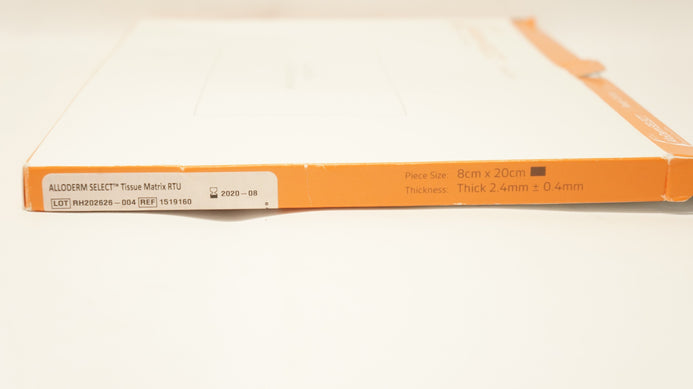 ALLODERM SELECT™ Tissue Matrix RTU
2020-08
LOT RH202626-004 REF 1519160
Piece Size: 8cm x 20cm
Thickness: Thick 2.4mm ± 0.4mm